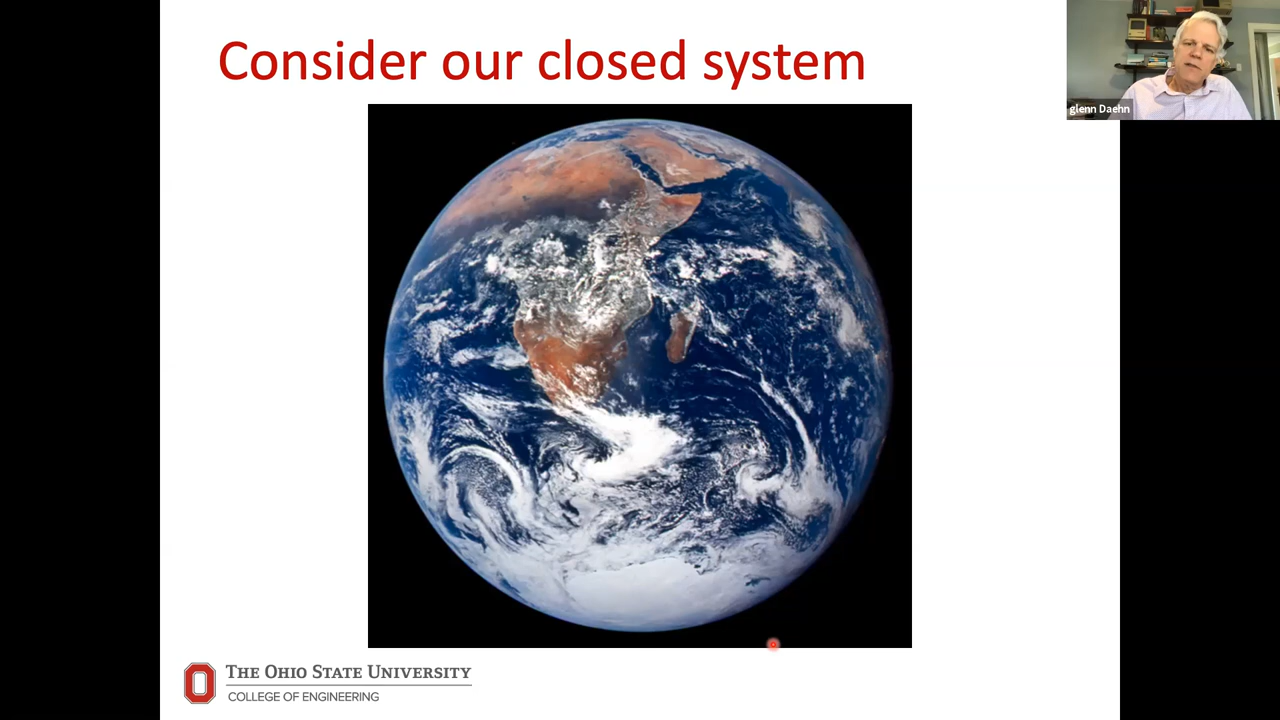 Consider our closed system
glenn Daehn
THE OHIO STATE UNIVERSITY
COLLEGE OF ENGINEERING